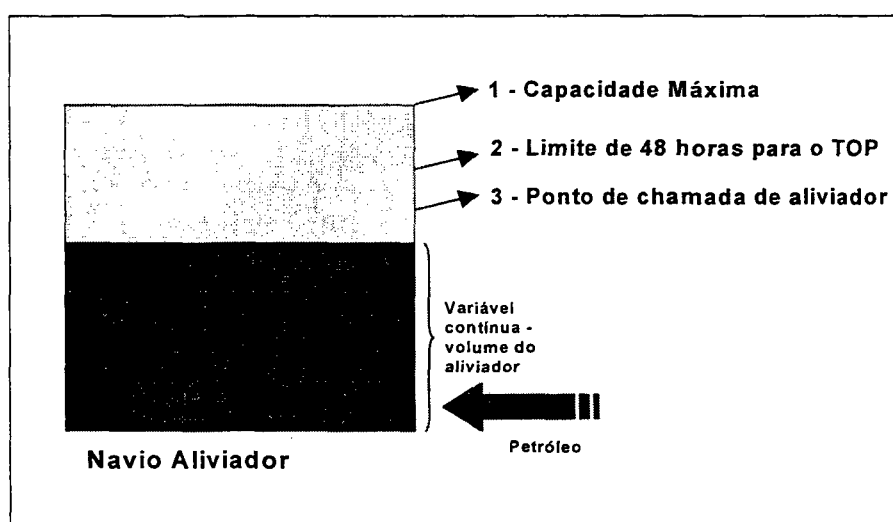 1 - Capacidade Máxima
2 - Limite de 48 horas para o TOP
3 - Ponto de chamada de aliviador
Variável
contínua -
volume do
aliviador
Petróleo
Navio Aliviador